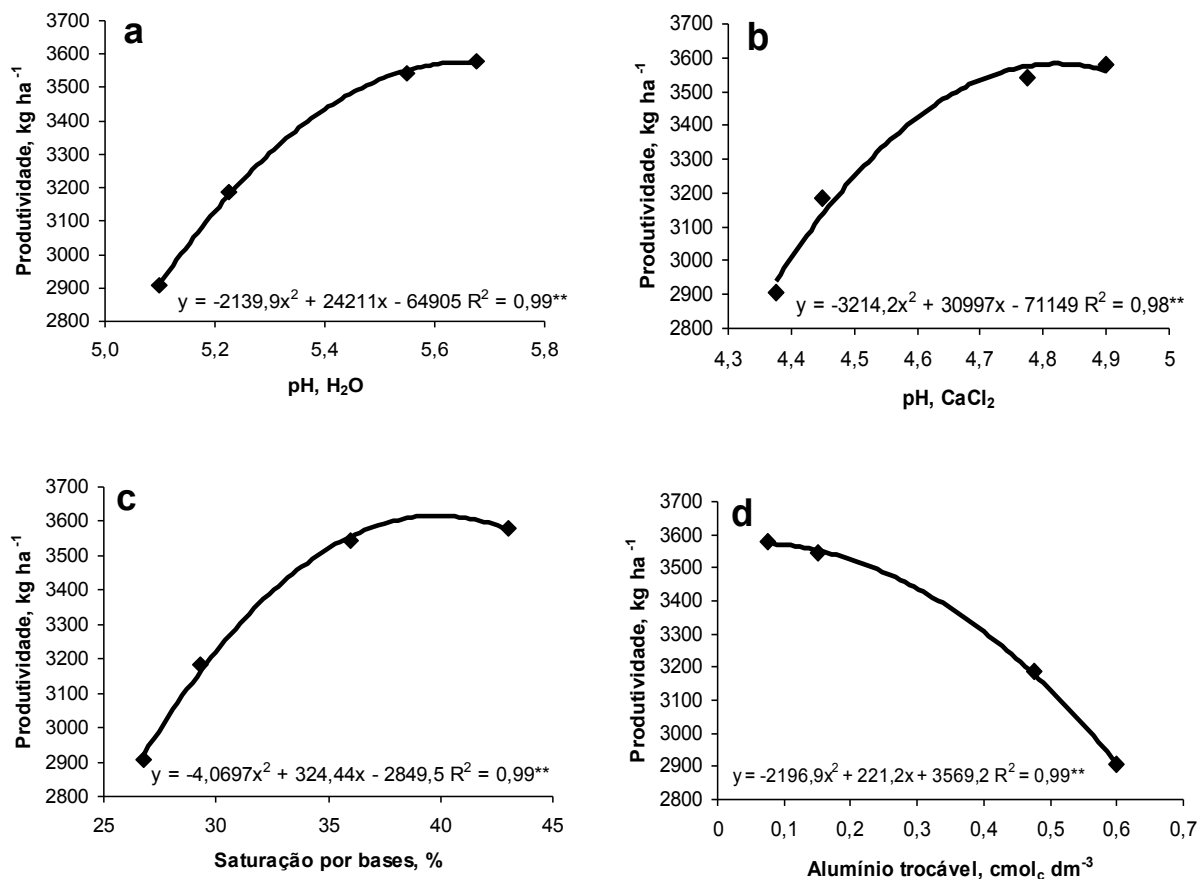 a
Produtividade, kg ha⁻¹
3700
3600
3500
3400
3300
3200
3100
3000
2900
2800
y = -2139,9x² + 24211x - 64905 R² = 0,99**
5,0 5,2 5,4 5,6 5,8
pH, H₂O
b
Produtividade, kg ha⁻¹
3700
3600
3500
3400
3300
3200
3100
3000
2900
2800
y = -3214,2x² + 30997x - 71149 R² = 0,98**
4,3 4,4 4,5 4,6 4,7 4,8 4,9 5
pH, CaCl₂
c
Produtividade, kg ha⁻¹
3700
3600
3500
3400
3300
3200
3100
3000
2900
2800
y = -4,0697x² + 324,44x - 2849,5 R² = 0,99**
25 30 35 40 45
Saturação por bases, %
d
Produtividade, kg ha⁻¹
3700
3600
3500
3400
3300
3200
3100
3000
2900
2800
y = -2196,9x² + 221,2x + 3569,2 R² = 0,99**
0 0,1 0,2 0,3 0,4 0,5 0,6 0,7
Alumínio trocável, cmol_c dm⁻³